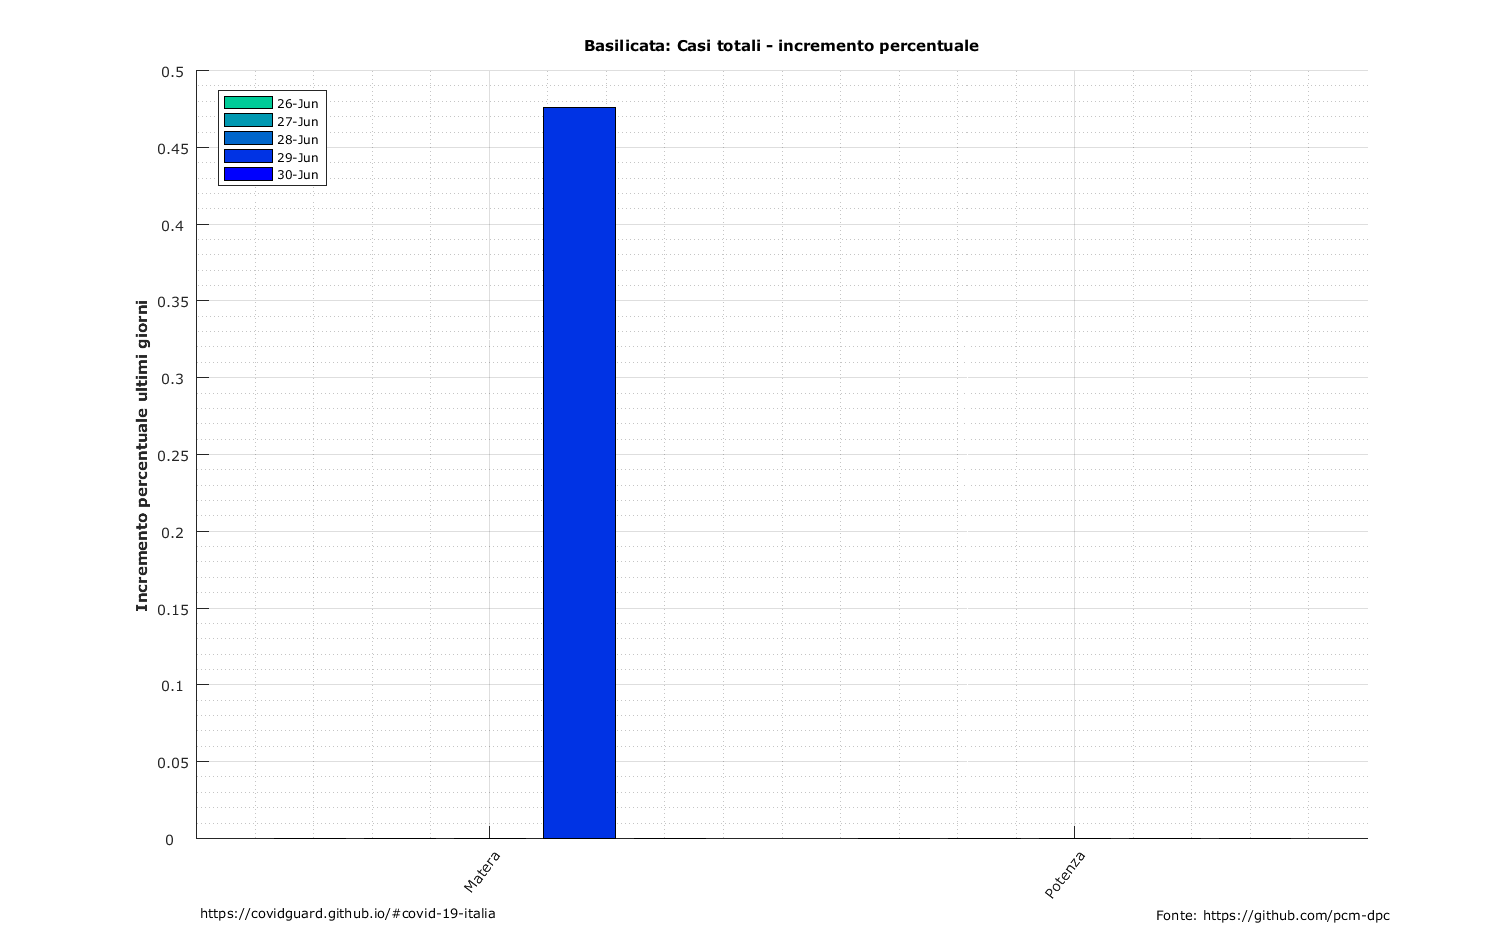 Basilicata: Casi totali - incremento percentuale
0.5
0.45
0.4
0.35
0.3
0.25
0.2
0.15
0.1
0.05
0
Incremento percentuale ultimi giorni
26-Jun
27-Jun
28-Jun
29-Jun
30-Jun
Matera
Potenza
https://covidguard.github.io/#covid-19-italia
Fonte: https://github.com/pcm-dpc